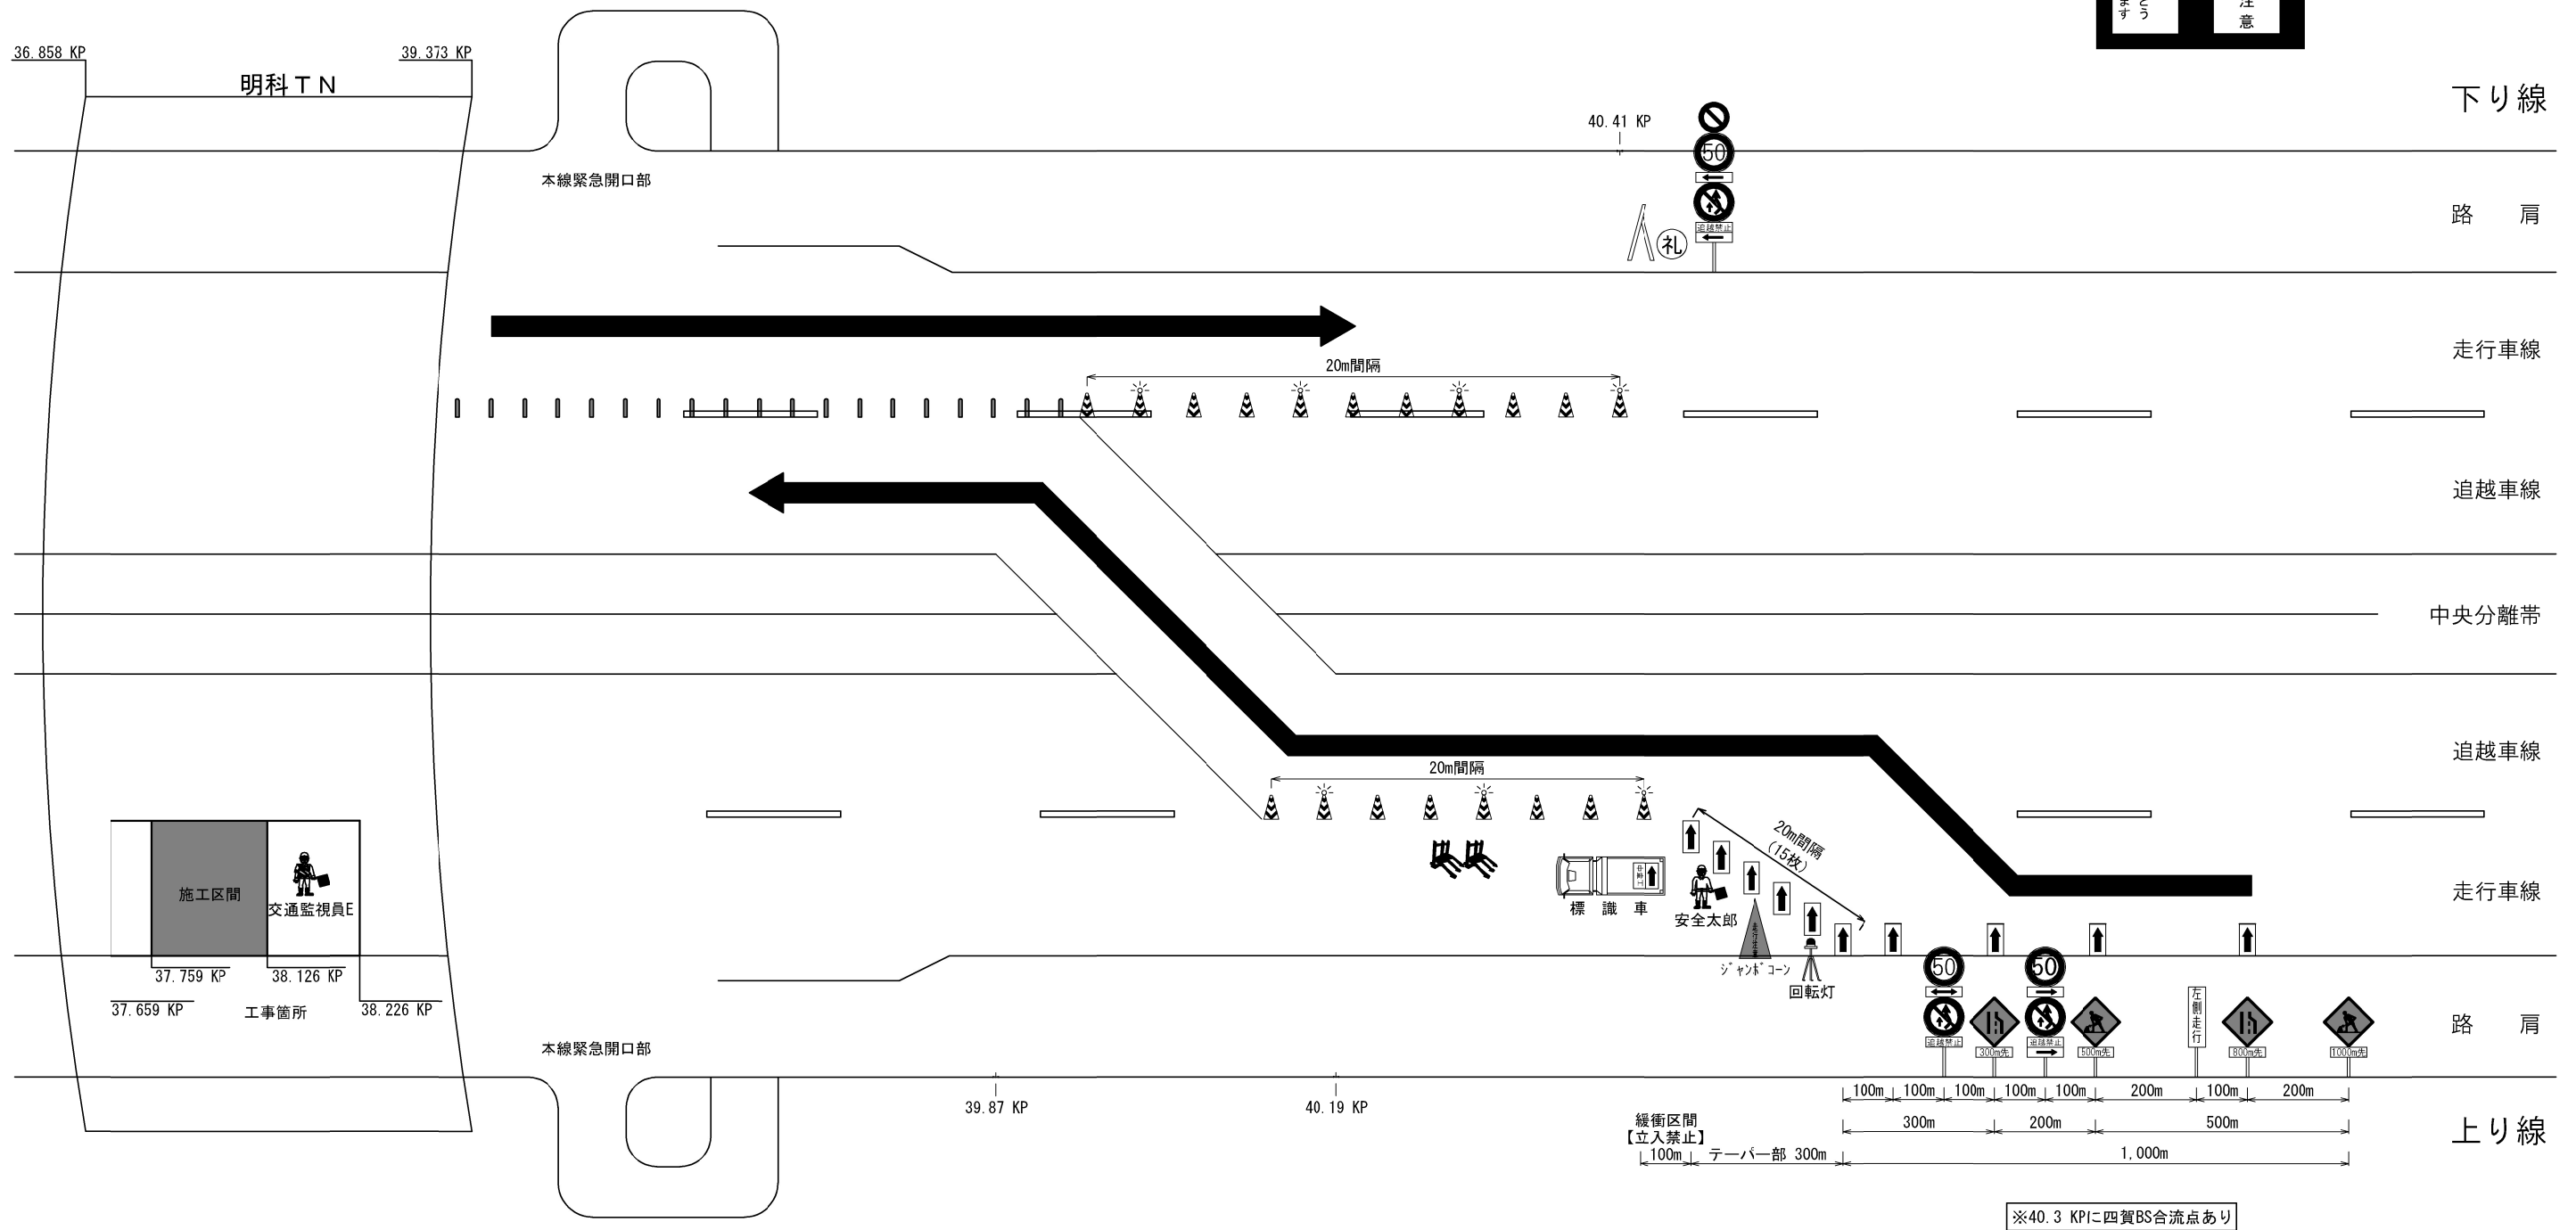 とう
ます
注意
36.858 KP
39.373 KP
明科TN
下り線
40.41 KP
50
本線緊急開口部
路　肩
追越禁止
礼
走行車線
20m間隔
追越車線
中央分離帯
追越車線
20m間隔
20m間隔
(15枚)
施工区間
交通監視員E
標識車
安全太郎
走行車線
ジャンボコーン
回転灯
37.759 KP
38.126 KP
37.659 KP
工事箇所
38.226 KP
50
50
追越禁止
300m先
追越禁止
500m先
左側走行
800m先
1000m先
路　肩
本線緊急開口部
39.87 KP
40.19 KP
100m
100m
100m
100m
100m
200m
100m
200m
緩衝区間
【立入禁止】
300m
200m
500m
上り線
100m
テーパー部 300m
1,000m
※40.3 KPに四賀BS合流点あり